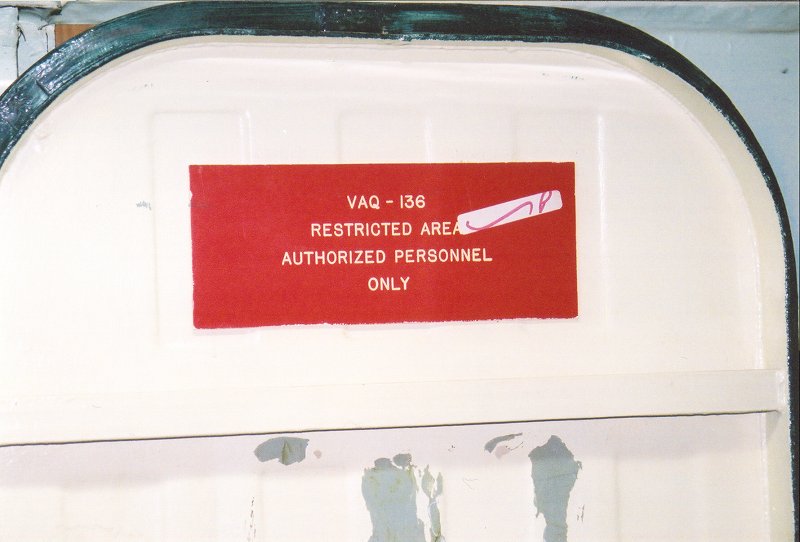 VAQ - 136
RESTRICTED AREA
AUTHORIZED PERSONNEL
ONLY